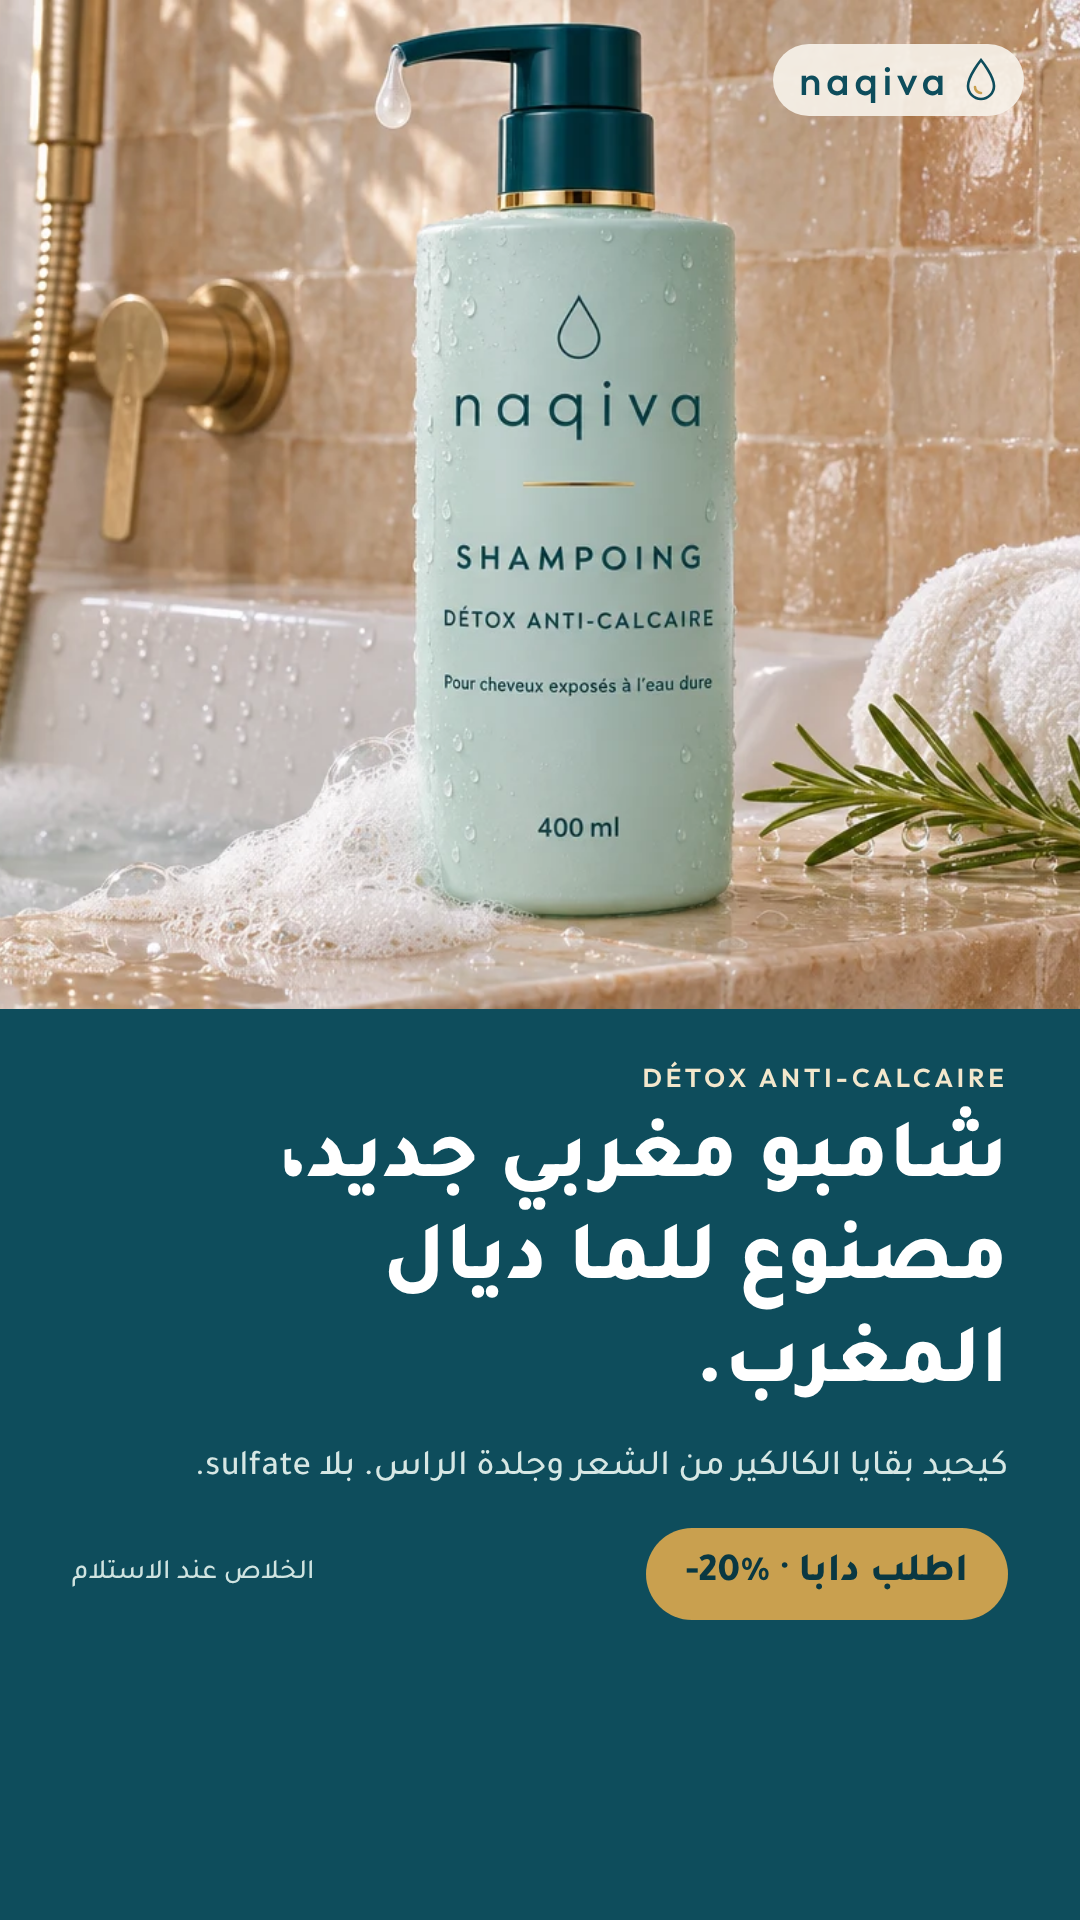 naqiva
naqiva
SHAMPOING
DÉTOX ANTI-CALCAIRE
Pour cheveux exposés à l'eau dure
400 ml
DÉTOX ANTI-CALCAIRE
شامبو مغربي جديد،
مصنوع للما ديال
المغرب.
كيحيد بقايا الكالكير من الشعر وجلدة الراس. بلا sulfate.
اطلب دابا · 20%-
الخلاص عند الاستلام